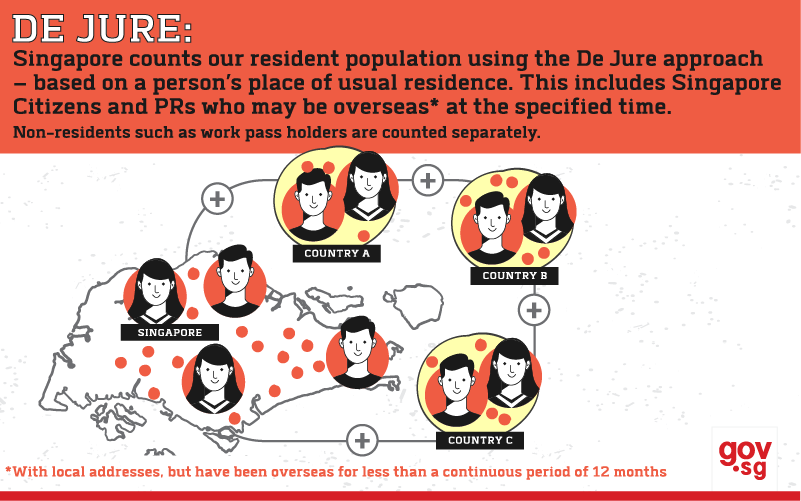 DE JURE:
Singapore counts our resident population using the De Jure approach
– based on a person's place of usual residence. This includes Singapore
Citizens and PRs who may be overseas* at the specified time.
Non-residents such as work pass holders are counted separately.
COUNTRY A
COUNTRY B
SINGAPORE
COUNTRY C
gov
.sg
*With local addresses, but have been overseas for less than a continuous period of 12 months